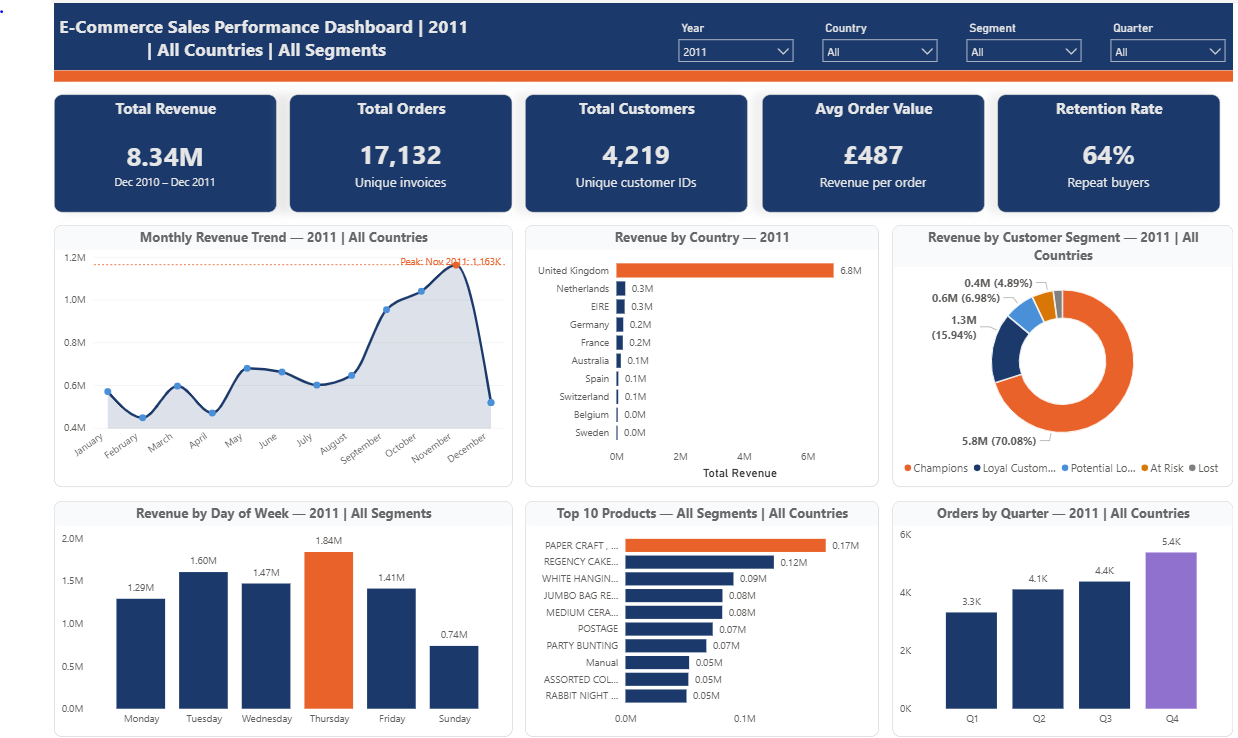 E-Commerce Sales Performance Dashboard | 2011
| All Countries | All Segments
Year
2011
Country
All
Segment
All
Quarter
All
Total Revenue
8.34M
Dec 2010 – Dec 2011
Total Orders
17,132
Unique invoices
Total Customers
4,219
Unique customer IDs
Avg Order Value
£487
Revenue per order
Retention Rate
64%
Repeat buyers
Monthly Revenue Trend — 2011 | All Countries
1.2M
1.0M
0.8M
0.6M
0.4M
Peak: Nov 2011: 1,163K
January
February
March
April
May
June
July
August
September
October
November
December
Revenue by Country — 2011
United Kingdom 6.8M
Netherlands 0.3M
EIRE 0.3M
Germany 0.2M
France 0.2M
Australia 0.1M
Spain 0.1M
Switzerland 0.1M
Belgium 0.0M
Sweden 0.0M
0M 2M 4M 6M
Total Revenue
Revenue by Customer Segment — 2011 | All
Countries
0.4M (4.89%)
0.6M (6.98%)
1.3M
(15.94%)
5.8M (70.08%)
Champions Loyal Custom... Potential Lo... At Risk Lost
Revenue by Day of Week — 2011 | All Segments
2.0M
1.5M
1.0M
0.5M
0.0M
1.29M
1.60M
1.47M
1.84M
1.41M
0.74M
Monday Tuesday Wednesday Thursday Friday Sunday
Top 10 Products — All Segments | All Countries
PAPER CRAFT , ... 0.17M
REGENCY CAKE... 0.12M
WHITE HANGIN... 0.09M
JUMBO BAG RE... 0.08M
MEDIUM CERA... 0.08M
POSTAGE 0.07M
PARTY BUNTING 0.07M
Manual 0.05M
ASSORTED COL... 0.05M
RABBIT NIGHT ... 0.05M
0.0M 0.1M
Orders by Quarter — 2011 | All Countries
6K
4K
2K
0K
3.3K
4.1K
4.4K
5.4K
Q1 Q2 Q3 Q4